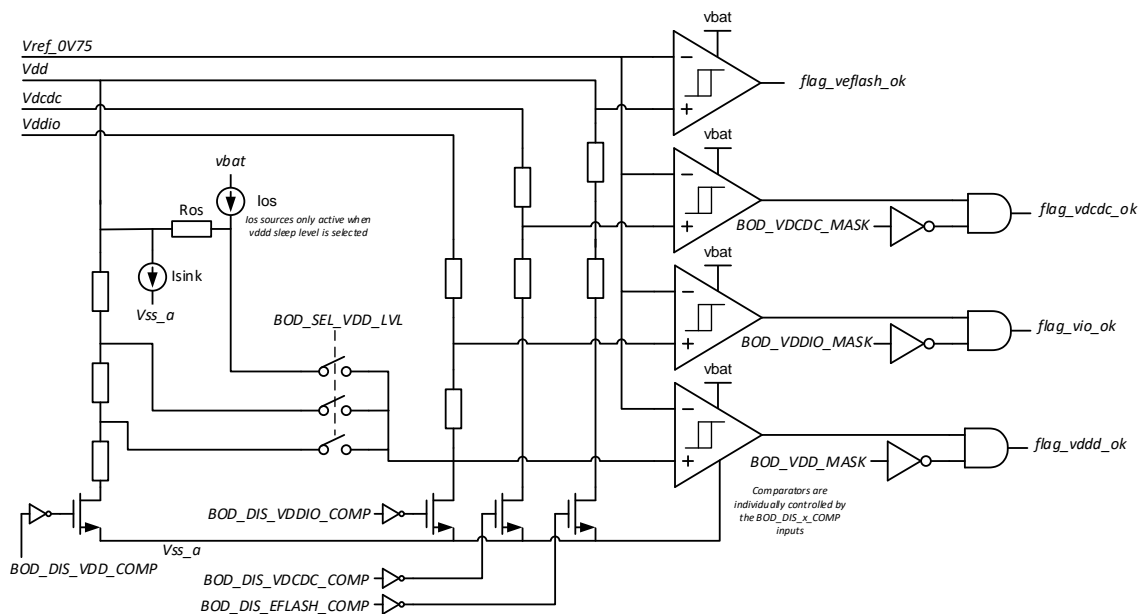 vbat
Vref_0V75
Vdd
flag_veflash_ok
Vdcdc
Vddio
vbat
vbat
Ios
Ios sources only active when
vddd sleep level is selected
Ros
BOD_VDCDC_MASK
flag_vdcdc_ok
vbat
Isink
Vss_a
BOD_SEL_VDD_LVL
flag_vio_ok
BOD_VDDIO_MASK
vbat
flag_vddd_ok
BOD_VDD_MASK
Comparators are
individually controlled by
the BOD_DIS_x_COMP
inputs
BOD_DIS_VDDIO_COMP
Vss_a
BOD_DIS_VDD_COMP
BOD_DIS_VDCDC_COMP
BOD_DIS_EFLASH_COMP